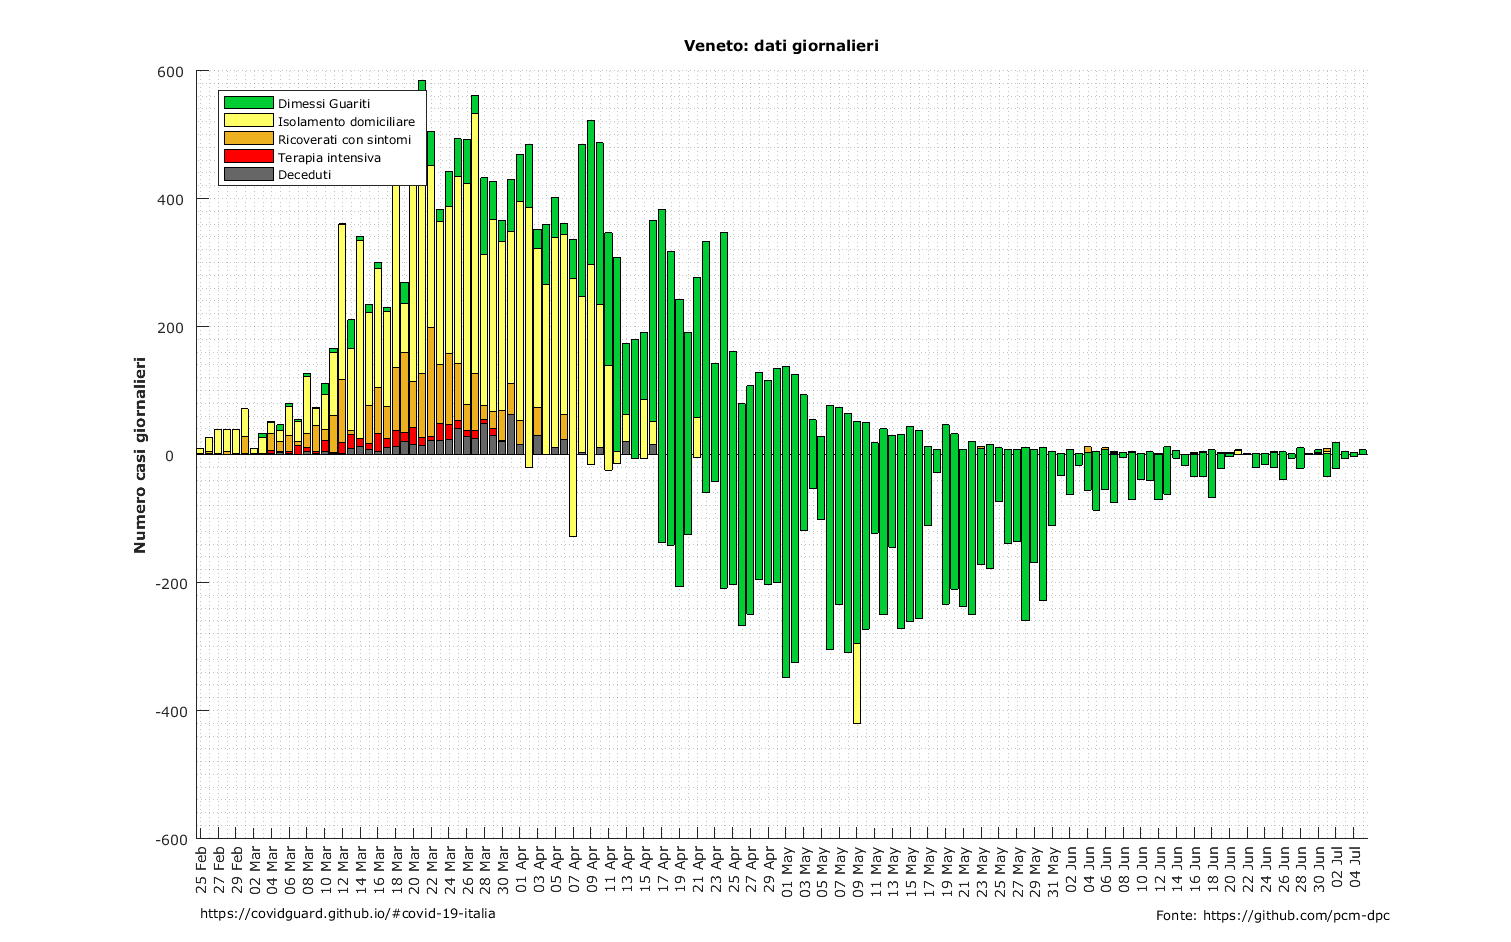 Veneto: dati giornalieri
600
400
200
0
-200
-400
-600
Numero casi giornalieri
Dimessi Guariti
Isolamento domiciliare
Ricoverati con sintomi
Terapia intensiva
Deceduti
25 Feb
27 Feb
29 Feb
02 Mar
04 Mar
06 Mar
08 Mar
10 Mar
12 Mar
14 Mar
16 Mar
18 Mar
20 Mar
22 Mar
24 Mar
26 Mar
28 Mar
30 Mar
01 Apr
03 Apr
05 Apr
07 Apr
09 Apr
11 Apr
13 Apr
15 Apr
17 Apr
19 Apr
21 Apr
23 Apr
25 Apr
27 Apr
29 Apr
01 May
03 May
05 May
07 May
09 May
11 May
13 May
15 May
17 May
19 May
21 May
23 May
25 May
27 May
29 May
31 May
02 Jun
04 Jun
06 Jun
08 Jun
10 Jun
12 Jun
14 Jun
16 Jun
18 Jun
20 Jun
22 Jun
24 Jun
26 Jun
28 Jun
30 Jun
02 Jul
04 Jul
https://covidguard.github.io/#covid-19-italia
Fonte: https://github.com/pcm-dpc